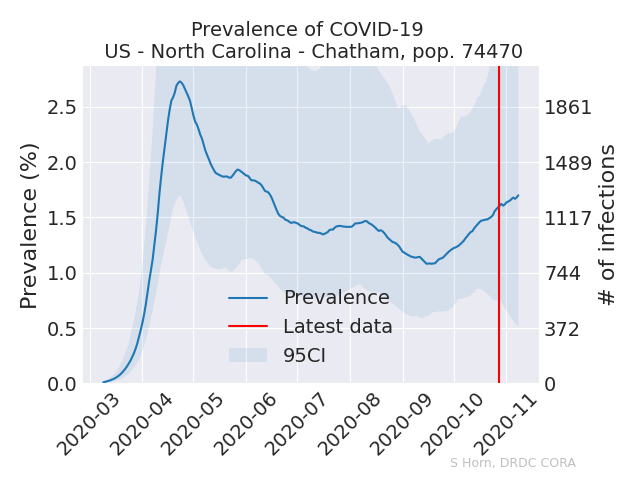 Prevalence of COVID-19
US - North Carolina - Chatham, pop. 74470
Prevalence (%)
2.5
2.0
1.5
1.0
0.5
0.0
1861
1489
1117
744
372
0
# of infections
Prevalence
Latest data
95CI
2020-03
2020-04
2020-05
2020-06
2020-07
2020-08
2020-09
2020-10
2020-11
S Horn, DRDC CORA